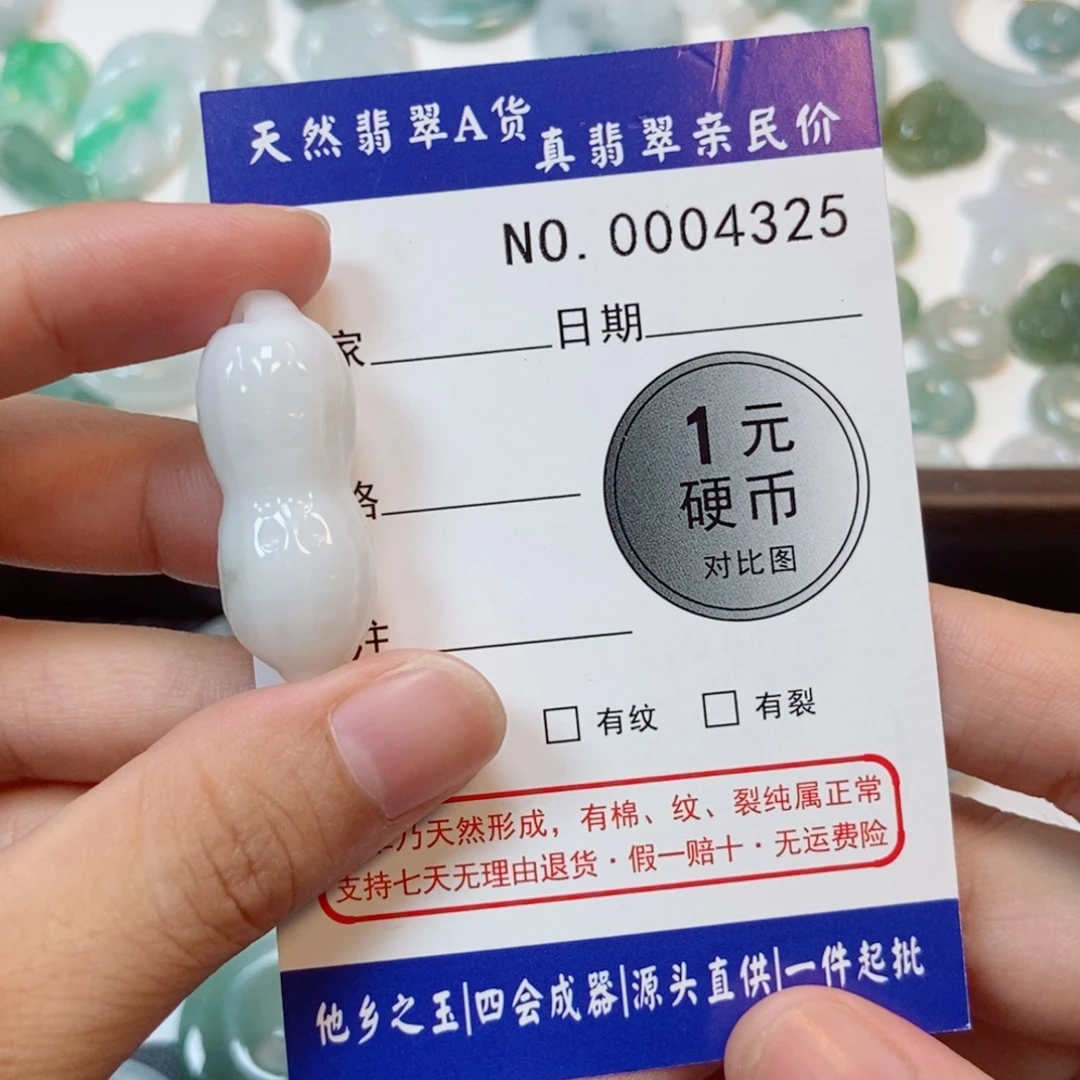 天然翡翠A货真翡翠亲民价
NO. 0004325
家 日期
1元
硬币
对比图
格
注
有纹 有裂
乃天然形成，有棉、纹、裂纯属正常
支持七天无理由退货·假一赔十·无运费险
他乡之玉|四会成器|源头直供|一件起批